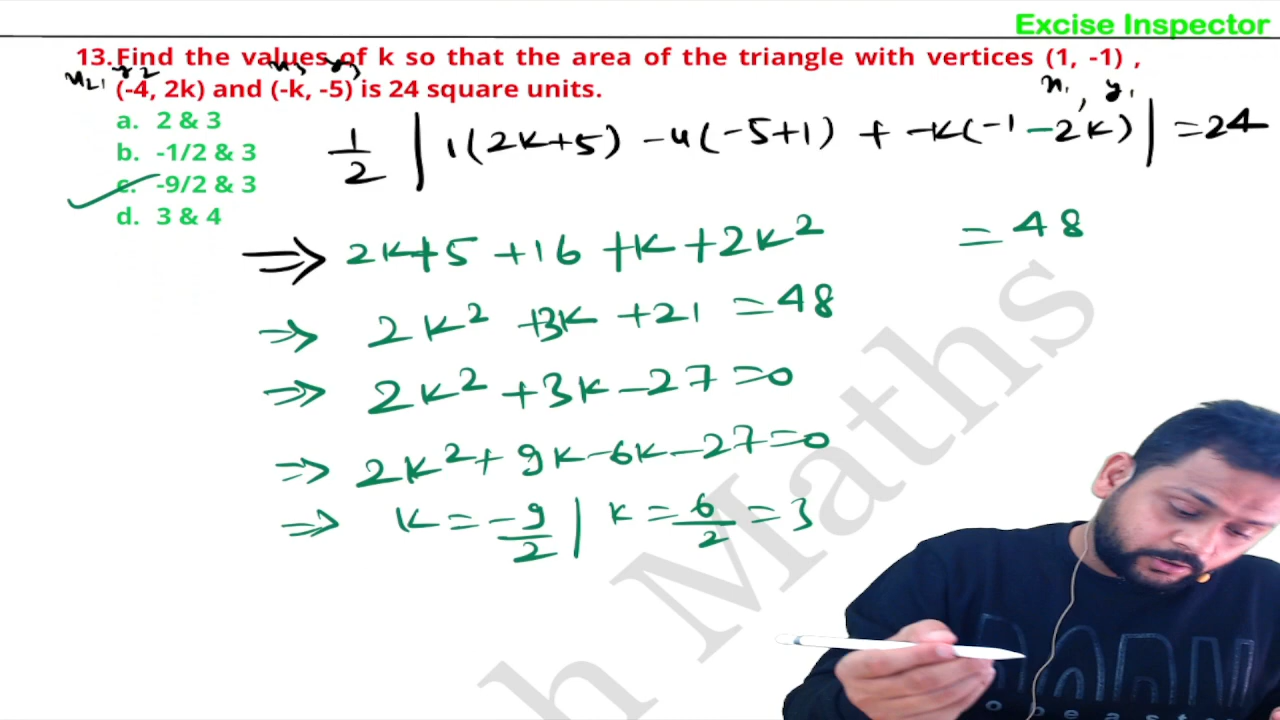 Excise Inspector
13. Find the values of k so that the area of the triangle with vertices (1, -1) ,
(-4, 2k) and (-k, -5) is 24 square units.
x₁, y₁
a. 2 & 3
b. -1/2 & 3
c. -9/2 & 3
d. 3 & 4
1/2 | 1(2k+5) -4(-5+1) + -k(-1-2k) | = 24
⇒ 2k+5 +16 +k +2k² = 48
⇒ 2k² +3k +21 = 48
⇒ 2k² +3k -27 =0
⇒ 2k² + 9k -6k -27 =0
⇒ k = -9/2 | k = 6/2 = 3
h Maths